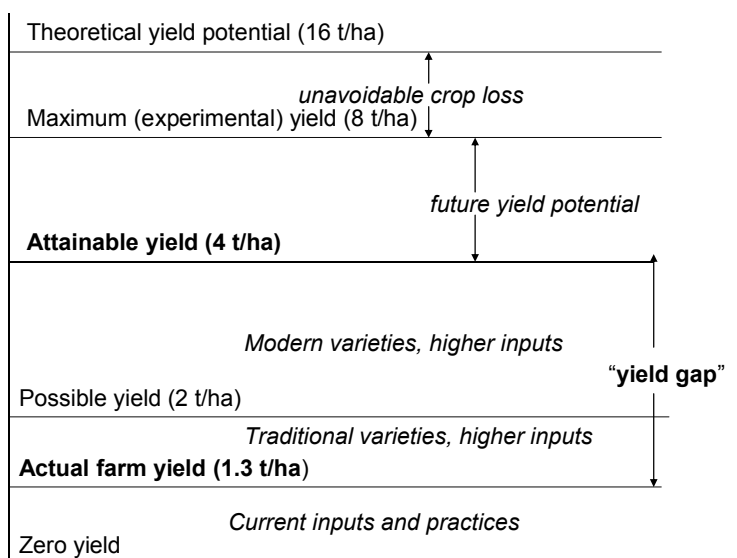 Theoretical yield potential (16 t/ha)
unavoidable crop loss
Maximum (experimental) yield (8 t/ha)
future yield potential
Attainable yield (4 t/ha)
Modern varieties, higher inputs
“yield gap”
Possible yield (2 t/ha)
Traditional varieties, higher inputs
Actual farm yield (1.3 t/ha)
Current inputs and practices
Zero yield